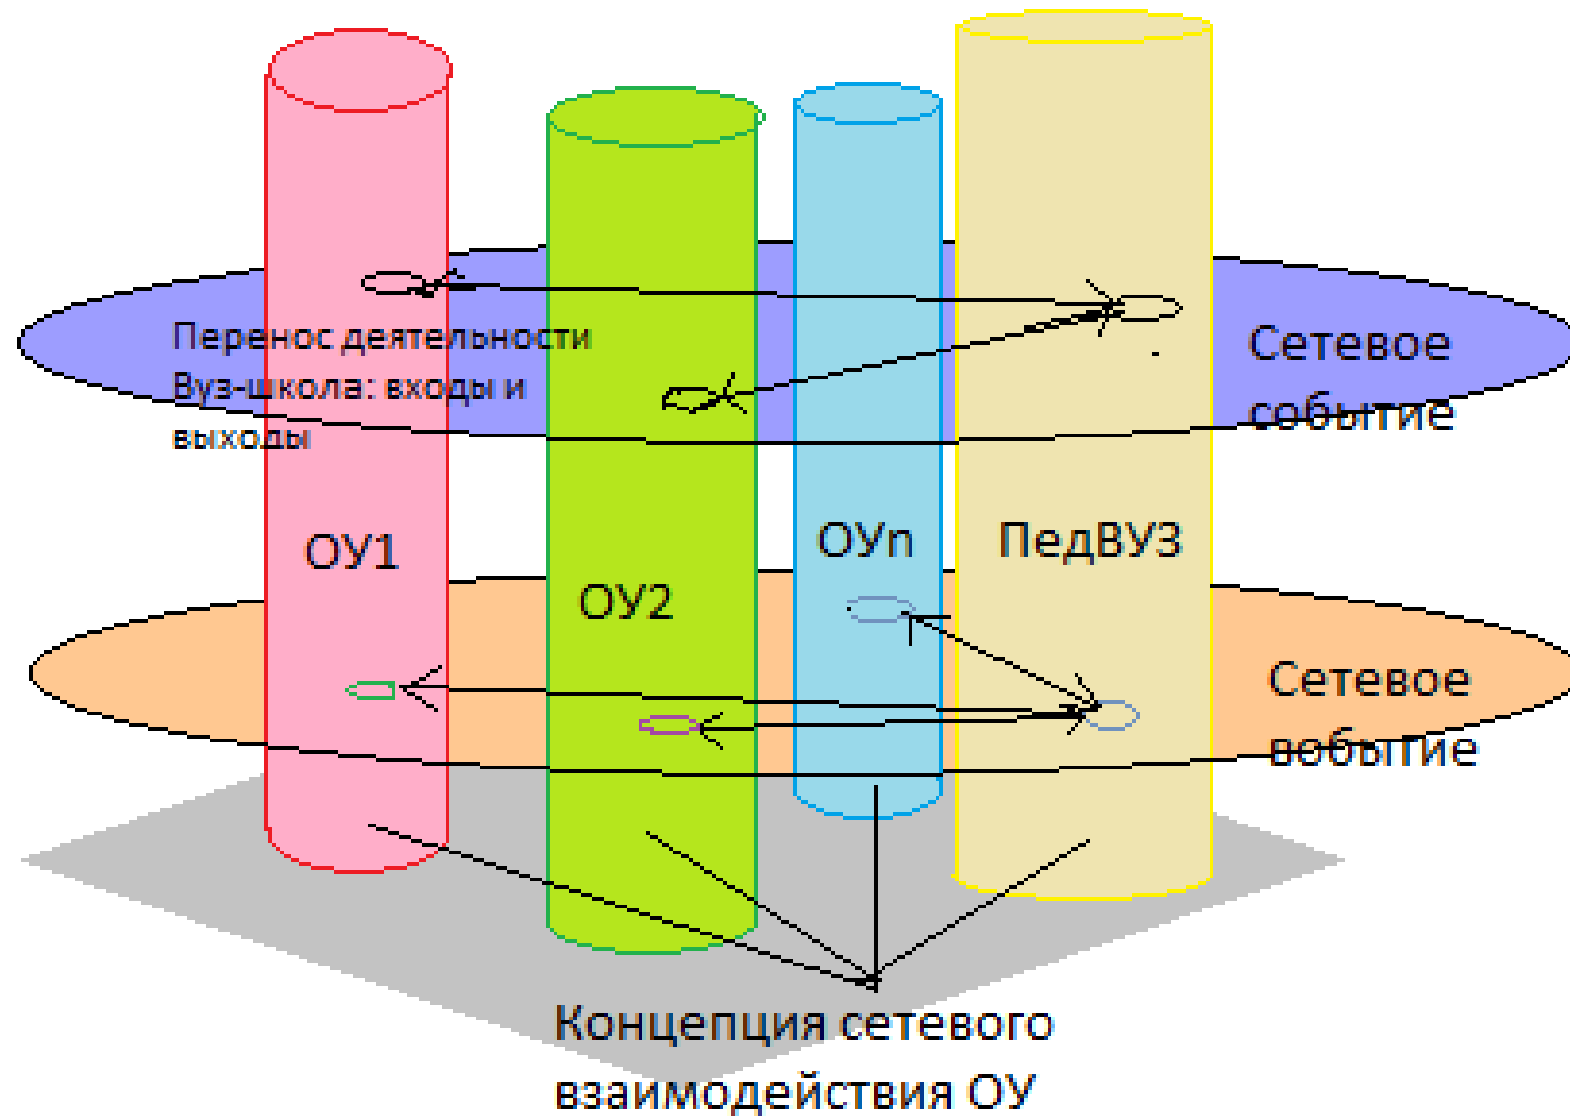 Перенос деятельности
Вуз-школа: входы и
выходы
Сетевое
событие
ОУ1
ОУ2
ОУn
ПедВУЗ
Сетевое
вобытие
Концепция сетевого
взаимодействия ОУ